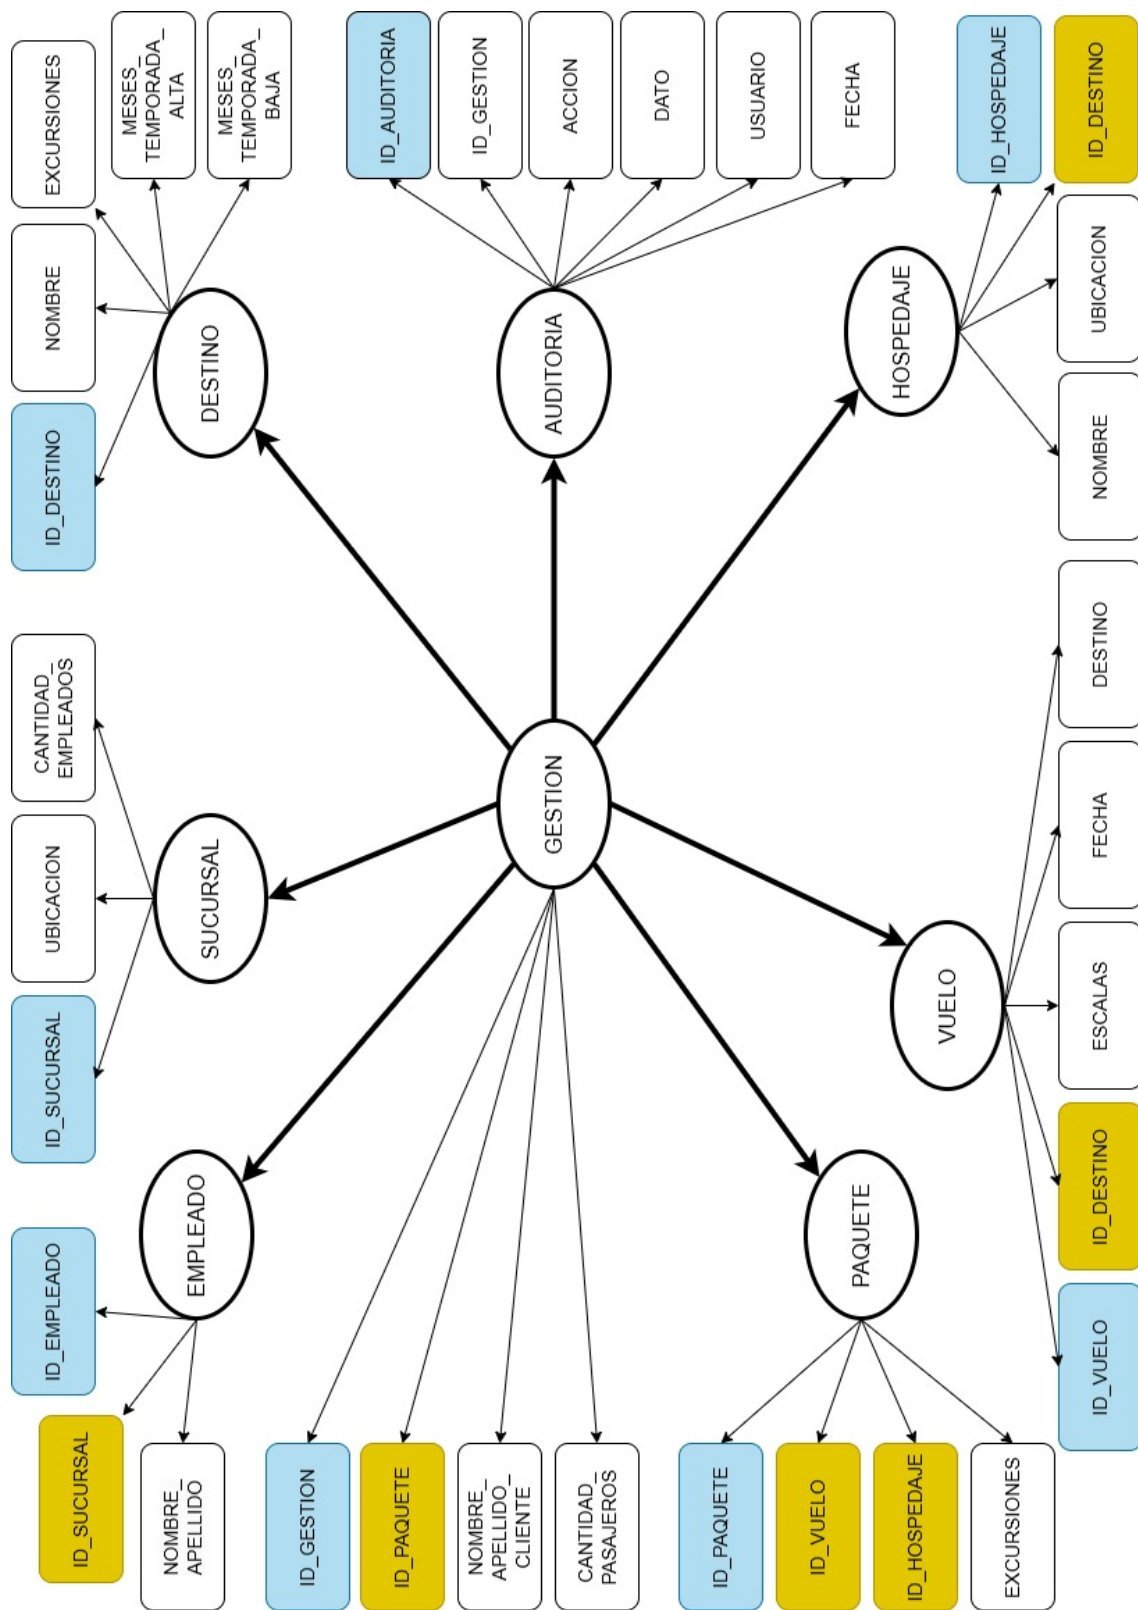 ID_SUCURSAL
ID_EMPLEADO
NOMBRE_
APELLIDO
EMPLEADO
ID_SUCURSAL
UBICACION
CANTIDAD_
EMPLEADOS
SUCURSAL
ID_DESTINO
NOMBRE
EXCURSIONES
MESES_
TEMPORADA_
ALTA
MESES_
TEMPORADA_
BAJA
DESTINO
ID_GESTION
ID_PAQUETE
NOMBRE_
APELLIDO_
CLIENTE
CANTIDAD_
PASAJEROS
GESTION
AUDITORIA
ID_AUDITORIA
ID_GESTION
ACCION
DATO
USUARIO
FECHA
ID_PAQUETE
ID_VUELO
ID_HOSPEDAJE
EXCURSIONES
PAQUETE
VUELO
ID_VUELO
ID_DESTINO
ESCALAS
FECHA
DESTINO
HOSPEDAJE
ID_HOSPEDAJE
ID_DESTINO
NOMBRE
UBICACION